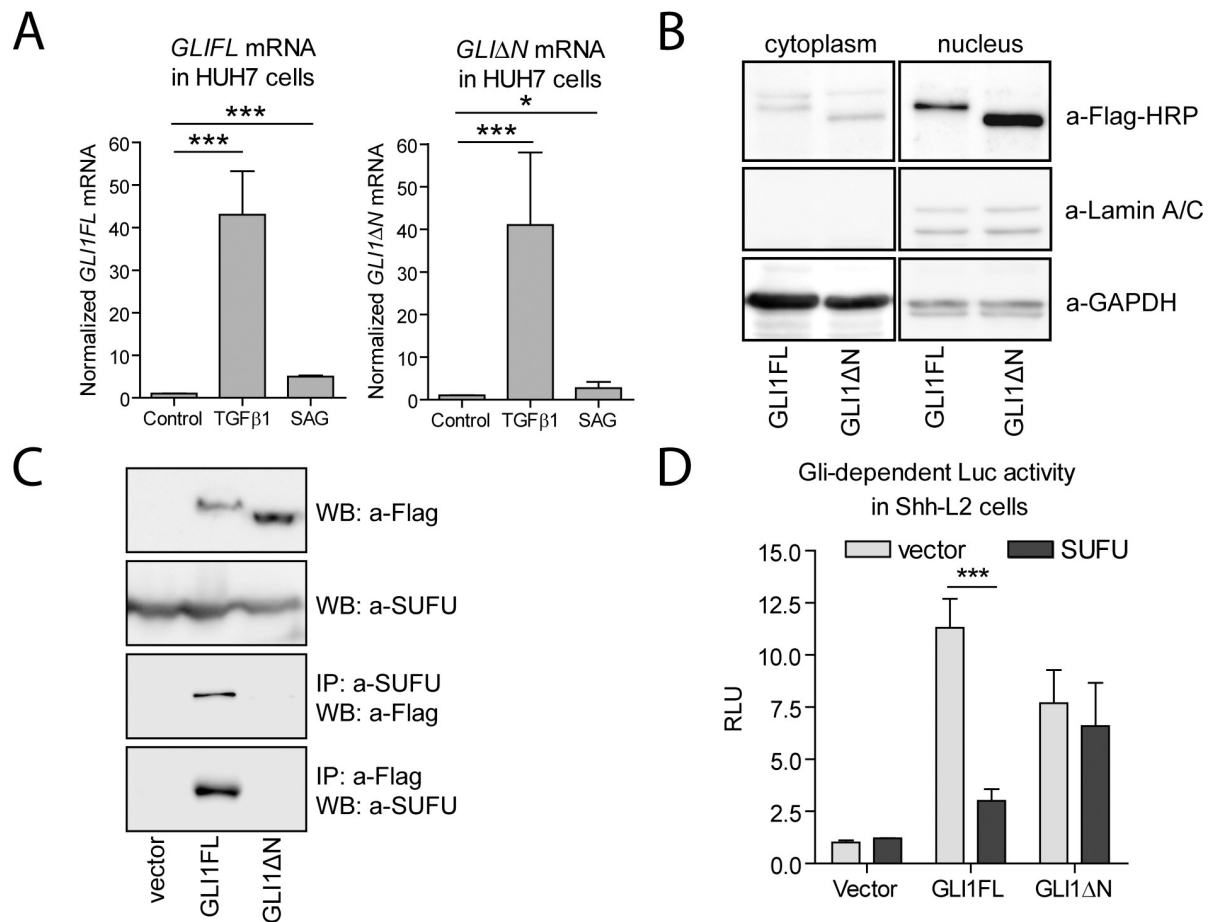 A
GLIFL mRNA
in HUH7 cells
***
***
Normalized GLI1FL mRNA
60
50
40
30
20
10
0
Control TGFβ1 SAG
GLIΔN mRNA
in HUH7 cells
*
***
Normalized GLI1ΔN mRNA
60
50
40
30
20
10
0
Control TGFβ1 SAG
B
cytoplasm nucleus
a-Flag-HRP
a-Lamin A/C
a-GAPDH
GLI1FL GLI1ΔN GLI1FL GLI1ΔN
C
WB: a-Flag
WB: a-SUFU
IP: a-SUFU
WB: a-Flag
IP: a-Flag
WB: a-SUFU
vector GLI1FL GLI1ΔN
D
Gli-dependent Luc activity
in Shh-L2 cells
vector SUFU
***
RLU
15.0
12.5
10.0
7.5
5.0
2.5
0.0
Vector GLI1FL GLI1ΔN